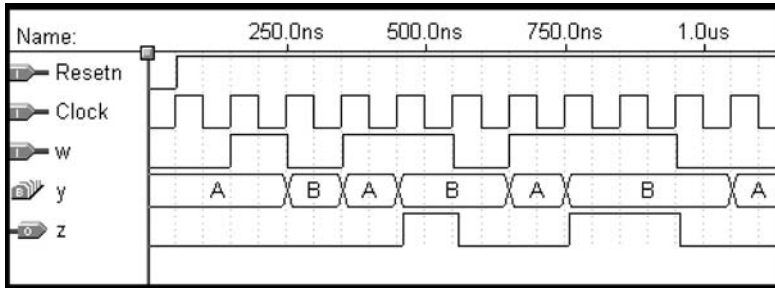 Name: 250.0ns 500.0ns 750.0ns 1.0us
Resetn
Clock
w
y A B A B A B A
z